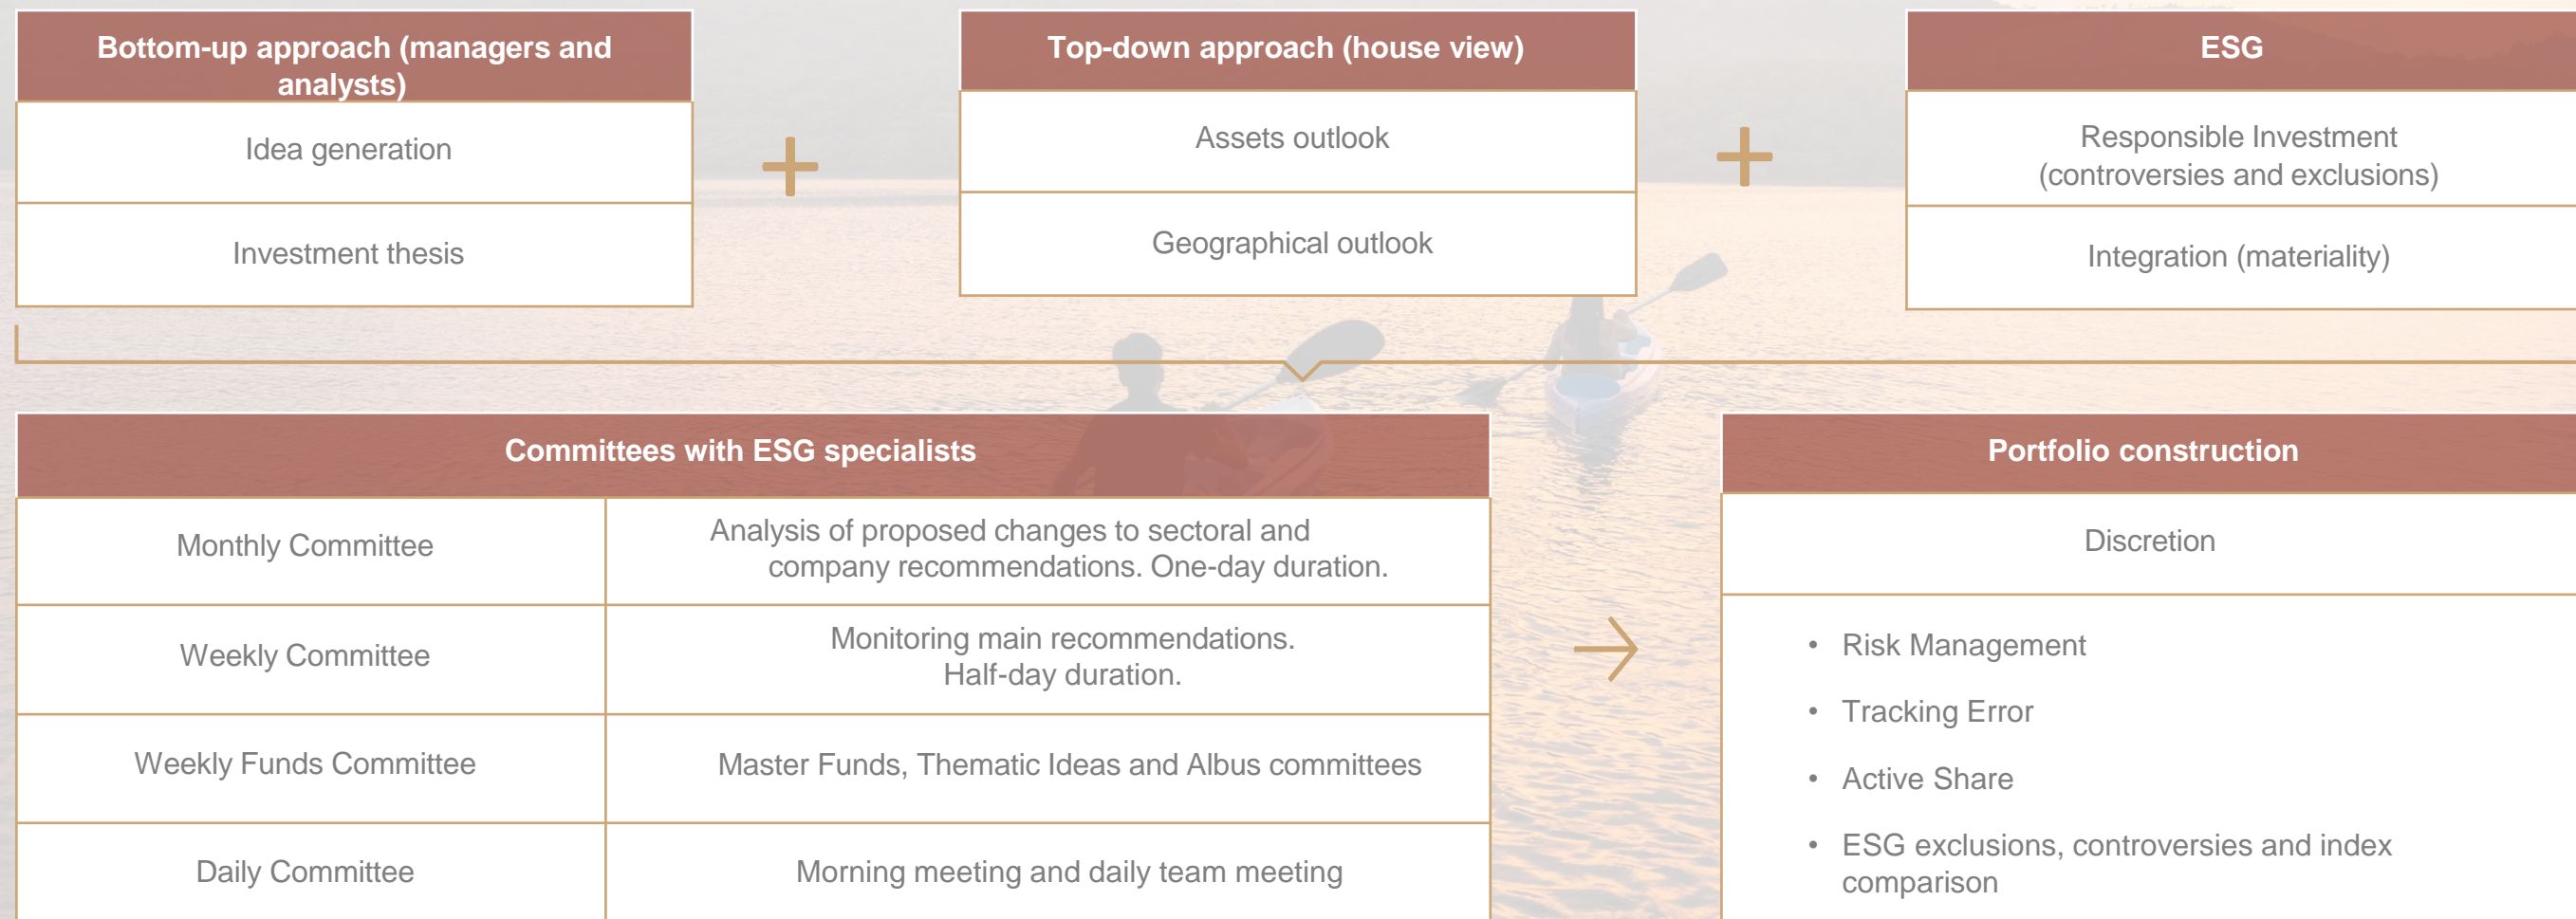 Bottom-up approach (managers and
analysts)
Idea generation
Investment thesis
Top-down approach (house view)
Assets outlook
Geographical outlook
ESG
Responsible Investment
(controversies and exclusions)
Integration (materiality)
Committees with ESG specialists
Monthly Committee
Analysis of proposed changes to sectoral and
company recommendations. One-day duration.
Weekly Committee
Monitoring main recommendations.
Half-day duration.
Weekly Funds Committee
Master Funds, Thematic Ideas and Albus committees
Daily Committee
Morning meeting and daily team meeting
Portfolio construction
Discretion
• Risk Management
• Tracking Error
• Active Share
• ESG exclusions, controversies and index
comparison